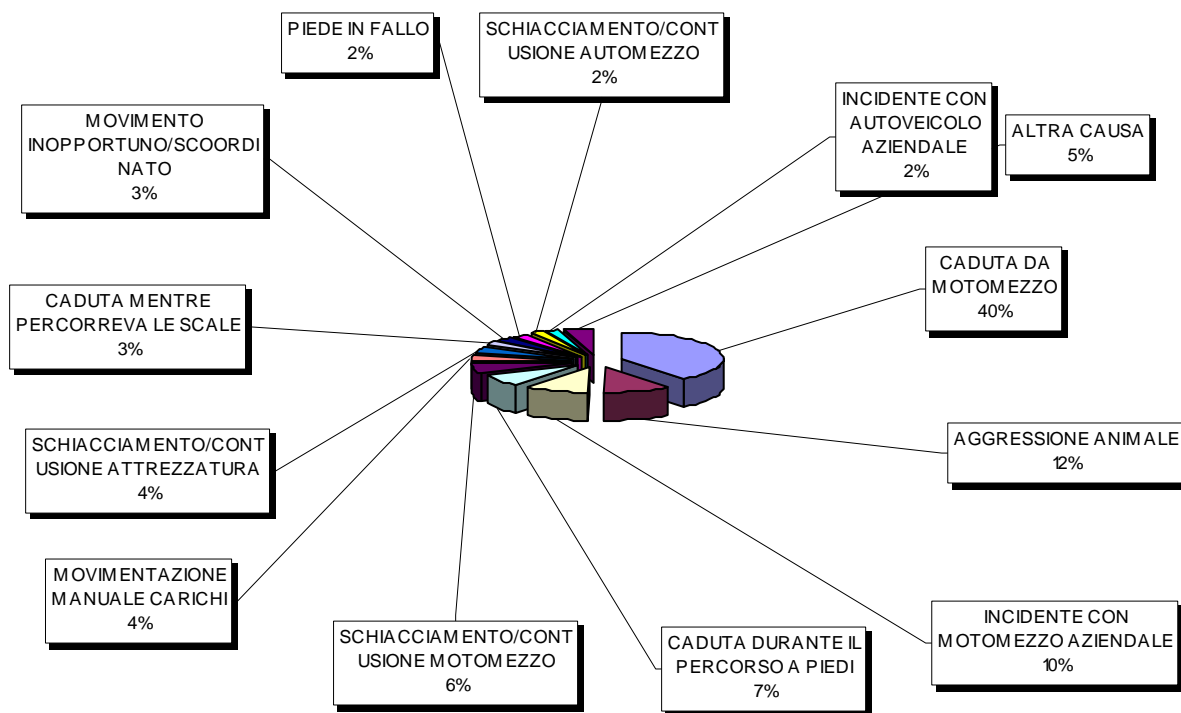 PIEDE IN FALLO
2%
SCHIACCIAMENTO/CONT
USIONE AUTOMEZZO
2%
INCIDENTE CON
AUTOVEICOLO
AZIENDALE
2%
ALTRA CAUSA
5%
MOVIMENTO
INOPPORTUNO/SCOORDI
NATO
3%
CADUTA DA
MOTOMEZZO
40%
CADUTA MENTRE
PERCORREVA LE SCALE
3%
AGGRESSIONE ANIMALE
12%
SCHIACCIAMENTO/CONT
USIONE ATTREZZATURA
4%
MOVIMENTAZIONE
MANUALE CARICHI
4%
SCHIACCIAMENTO/CONT
USIONE MOTOMEZZO
6%
CADUTA DURANTE IL
PERCORSO A PIEDI
7%
INCIDENTE CON
MOTOMEZZO AZIENDALE
10%